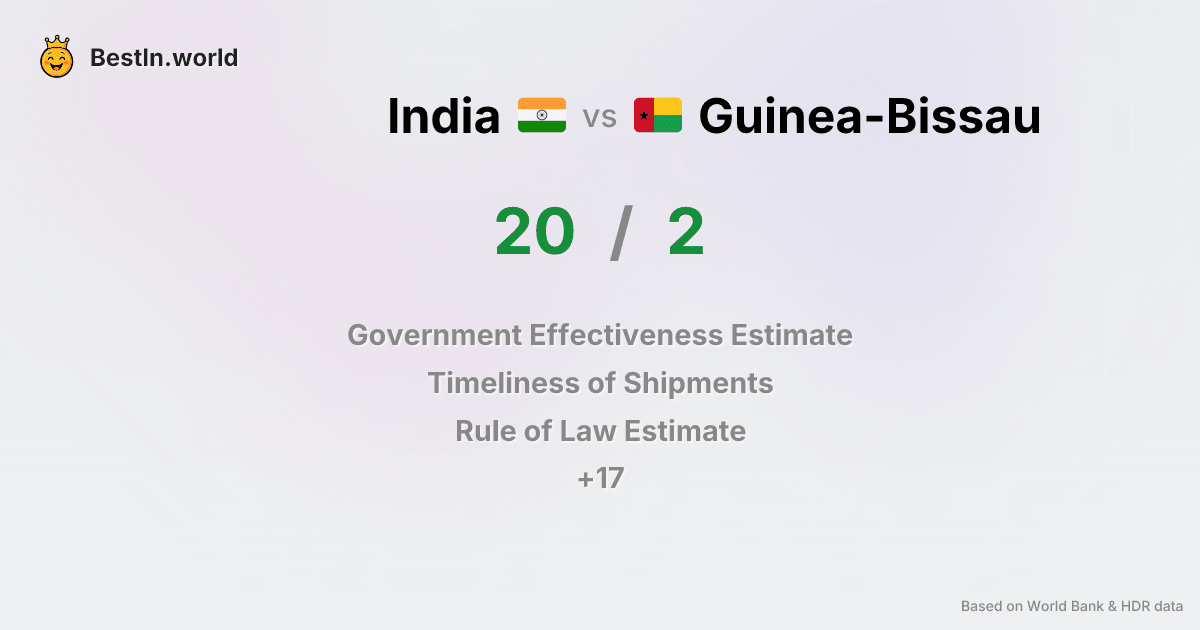 BestIn.world
India vs Guinea-Bissau
20 / 2
Government Effectiveness Estimate
Timeliness of Shipments
Rule of Law Estimate
+17
Based on World Bank & HDR data